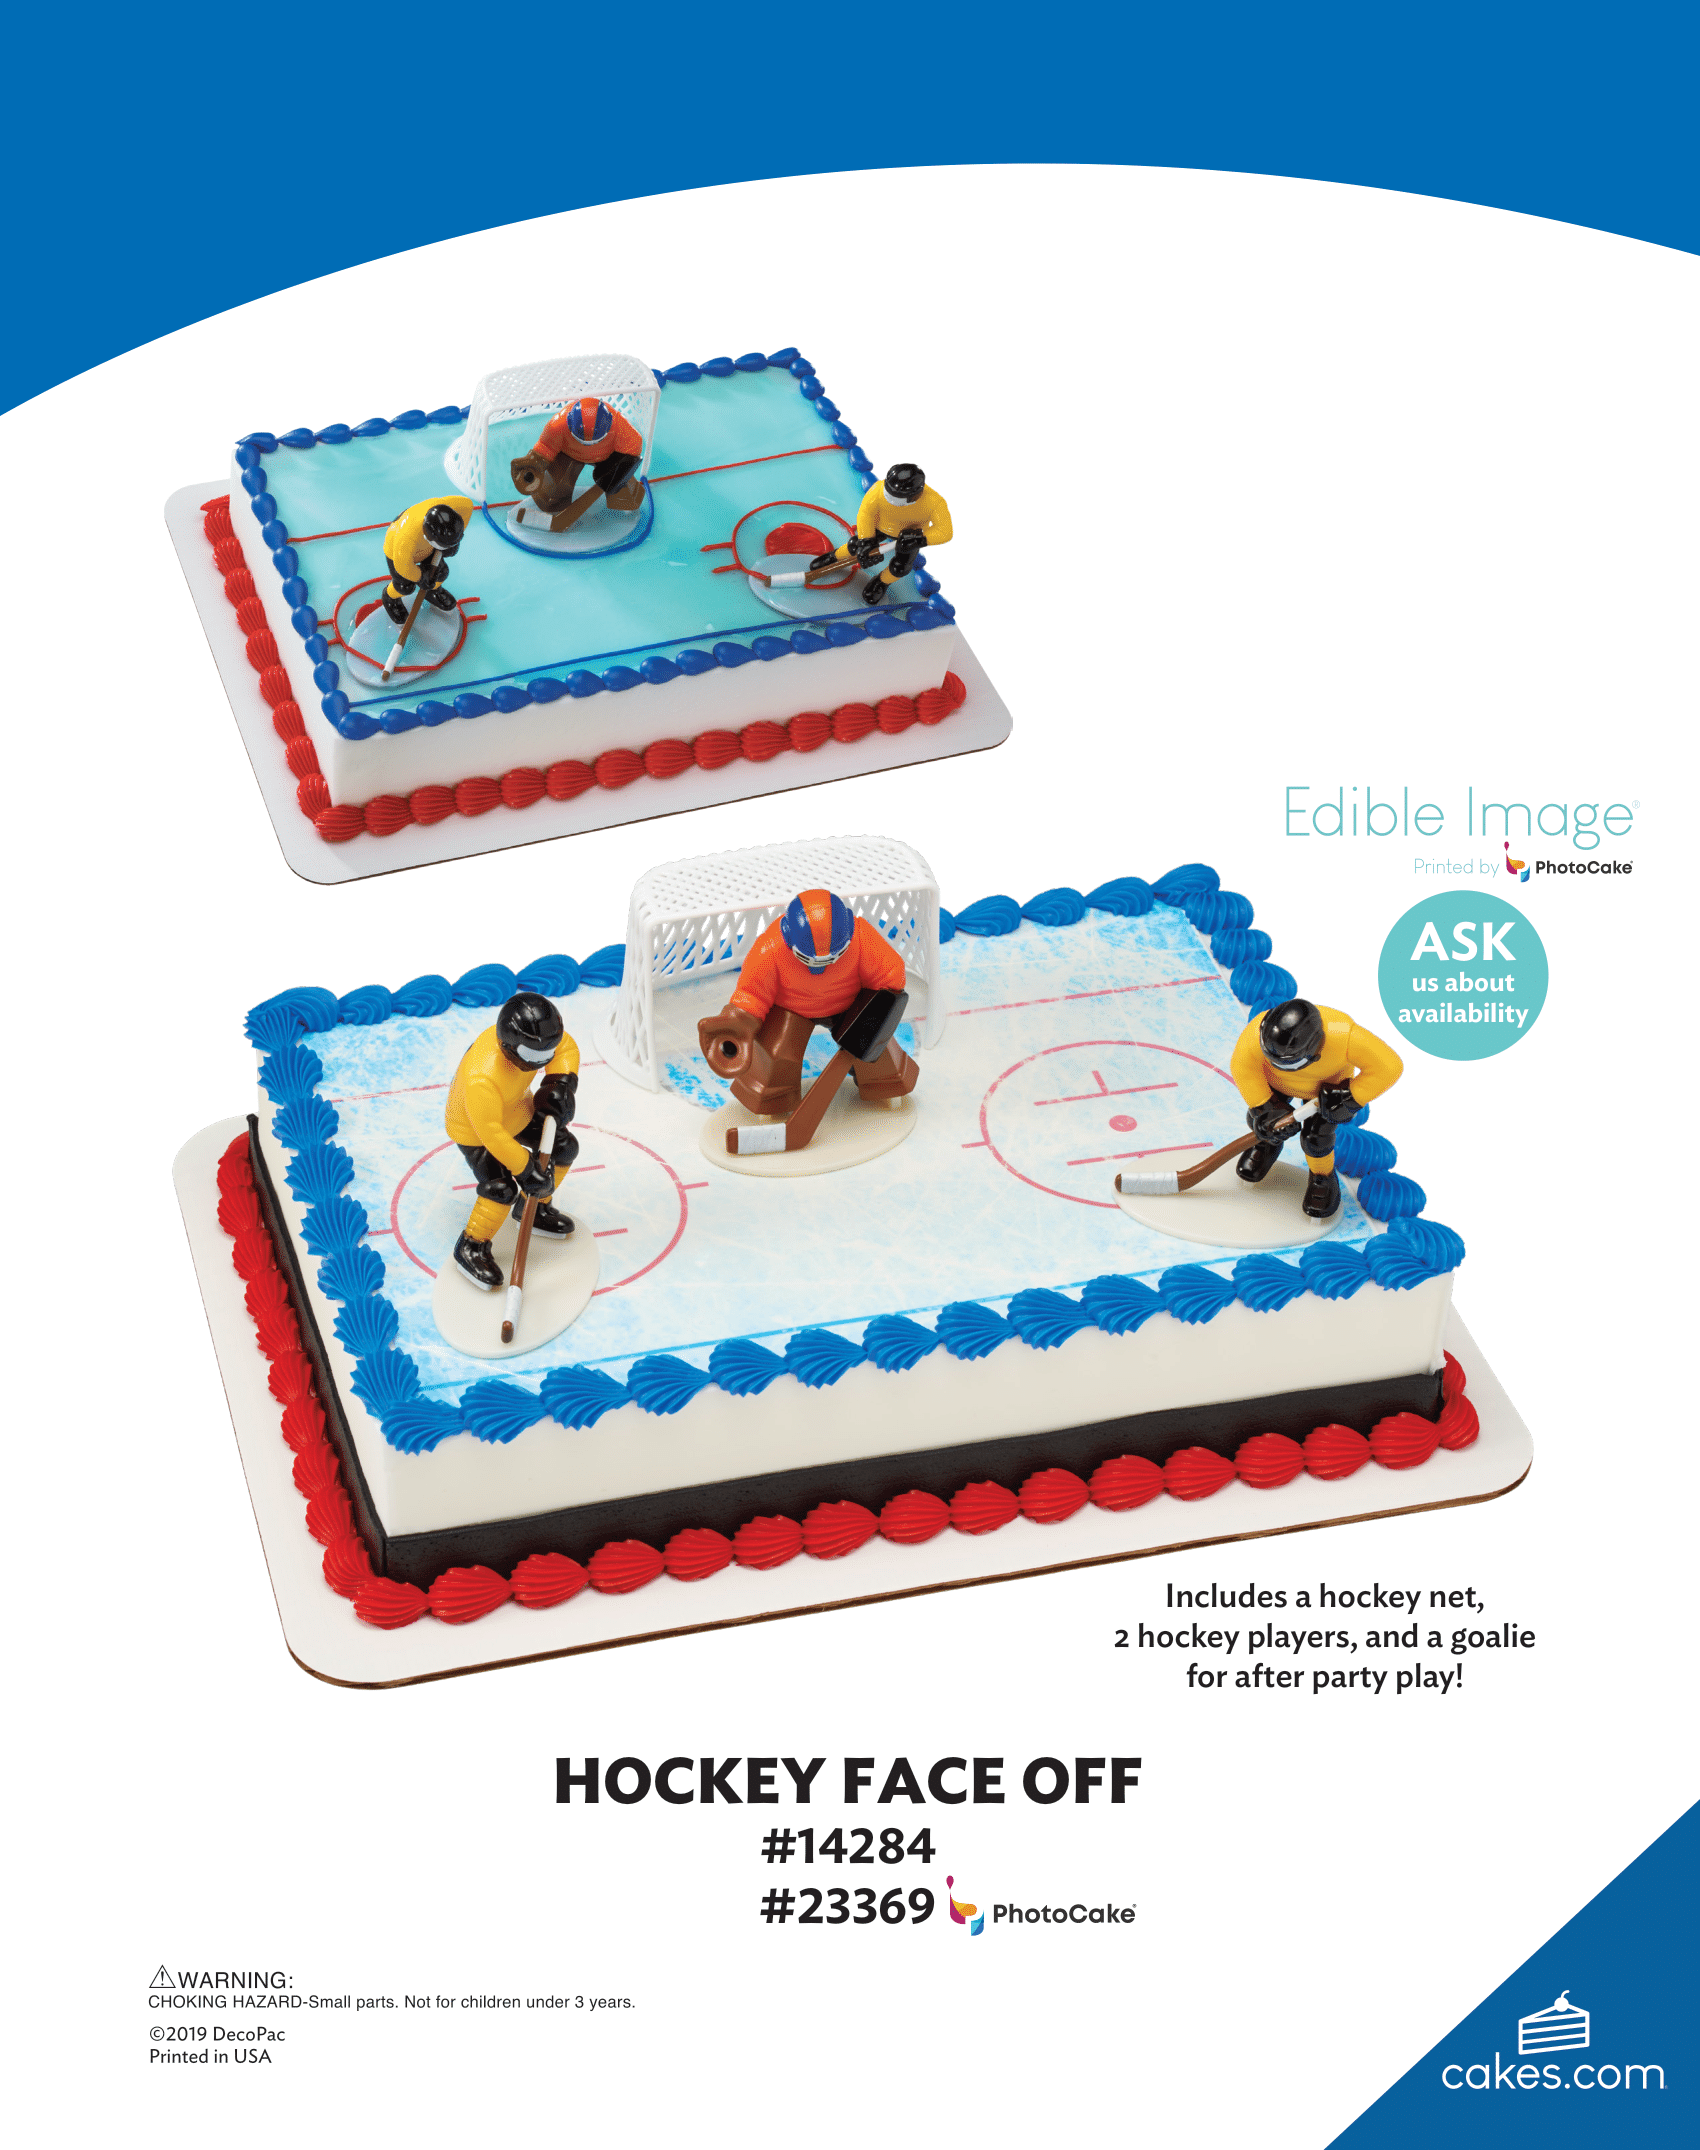 Edible Image®
Printed by PhotoCake®
ASK
us about
availability
Includes a hockey net,
2 hockey players, and a goalie
for after party play!
HOCKEY FACE OFF
#14284
#23369 PhotoCake®
⚠WARNING:
CHOKING HAZARD-Small parts. Not for children under 3 years.
©2019 DecoPac
Printed in USA
cakes.com